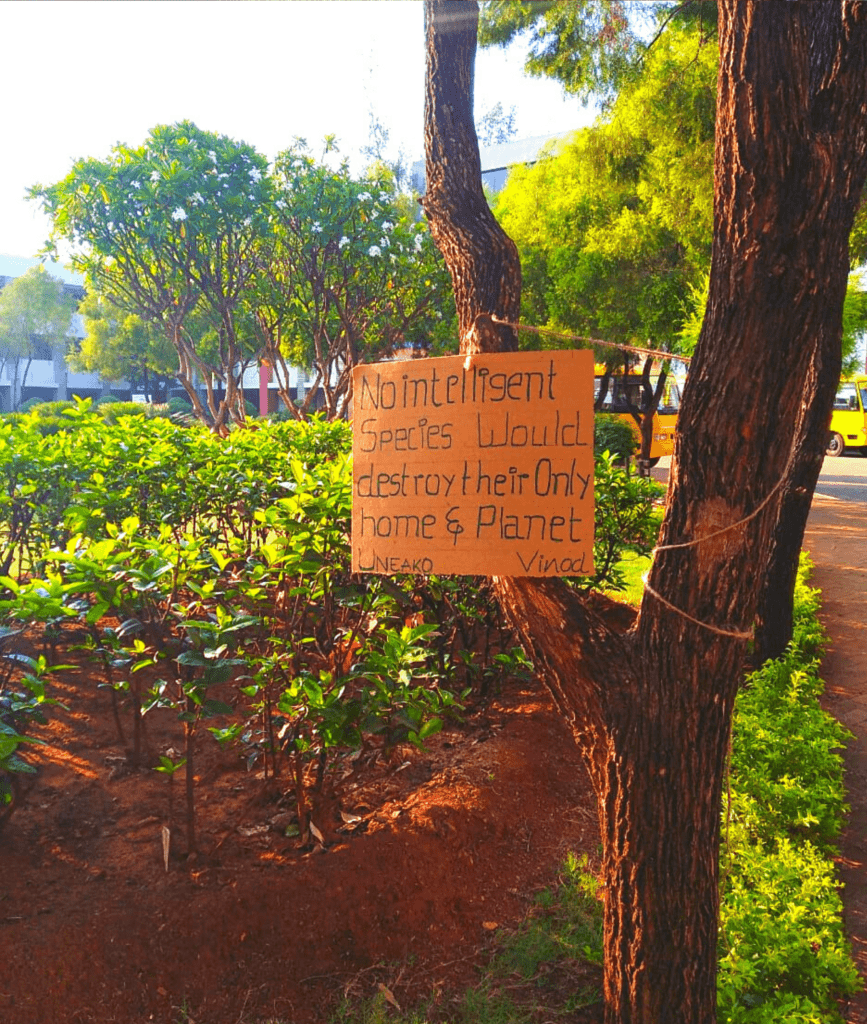 No intelligent
Species Would
destroy their Only
home & Planet
UNEAKO Vinod